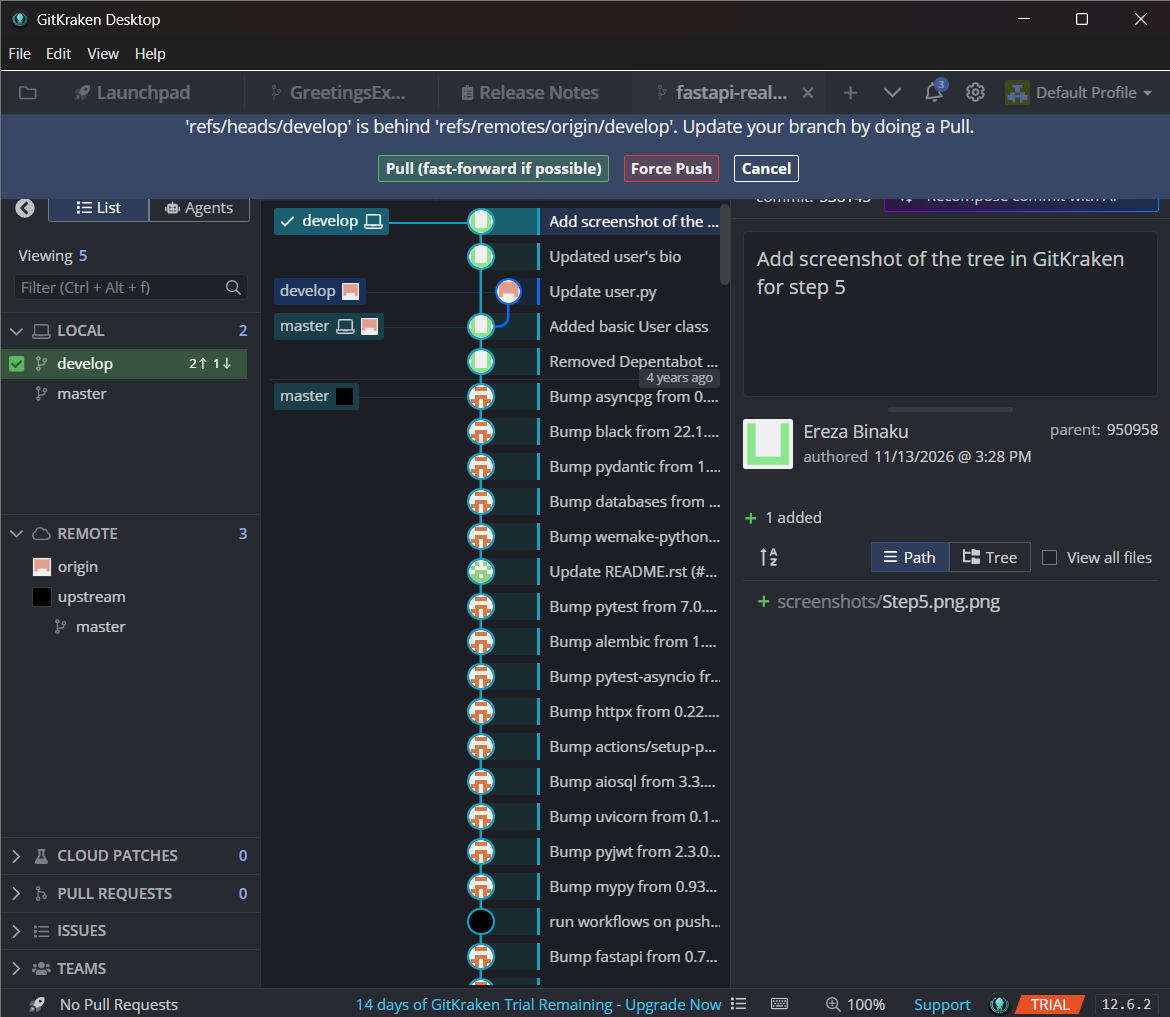 GitKraken Desktop
File Edit View Help
Launchpad GreetingsEx... Release Notes fastapi-real... 3 Default Profile
'refs/heads/develop' is behind 'refs/remotes/origin/develop'. Update your branch by doing a Pull.
Pull (fast-forward if possible) Force Push Cancel
List Agents
Viewing 5
Filter (Ctrl + Alt + f)
LOCAL 2
develop 2↑ 1↓
master
REMOTE 3
origin
upstream
master
CLOUD PATCHES 0
PULL REQUESTS 0
ISSUES
TEAMS
develop Add screenshot of the ...
Updated user's bio
develop Update user.py
master Added basic User class
Removed Depentabot ...
4 years ago
master Bump asyncpg from 0....
Bump black from 22.1....
Bump pydantic from 1....
Bump databases from ...
Bump wemake-python...
Update README.rst (#...
Bump pytest from 7.0....
Bump alembic from 1....
Bump pytest-asyncio fr...
Bump httpx from 0.22....
Bump actions/setup-p...
Bump aiosql from 3.3....
Bump uvicorn from 0.1...
Bump pyjwt from 2.3.0...
Bump mypy from 0.93...
run workflows on push...
Bump fastapi from 0.7...
commit: Recompose commit with AI
Add screenshot of the tree in GitKraken
for step 5
Ereza Binaku parent: 950958
authored 11/13/2026 @ 3:28 PM
+ 1 added
Path Tree View all files
+ screenshots/Step5.png.png
No Pull Requests 14 days of GitKraken Trial Remaining - Upgrade Now 100% Support TRIAL 12.6.2